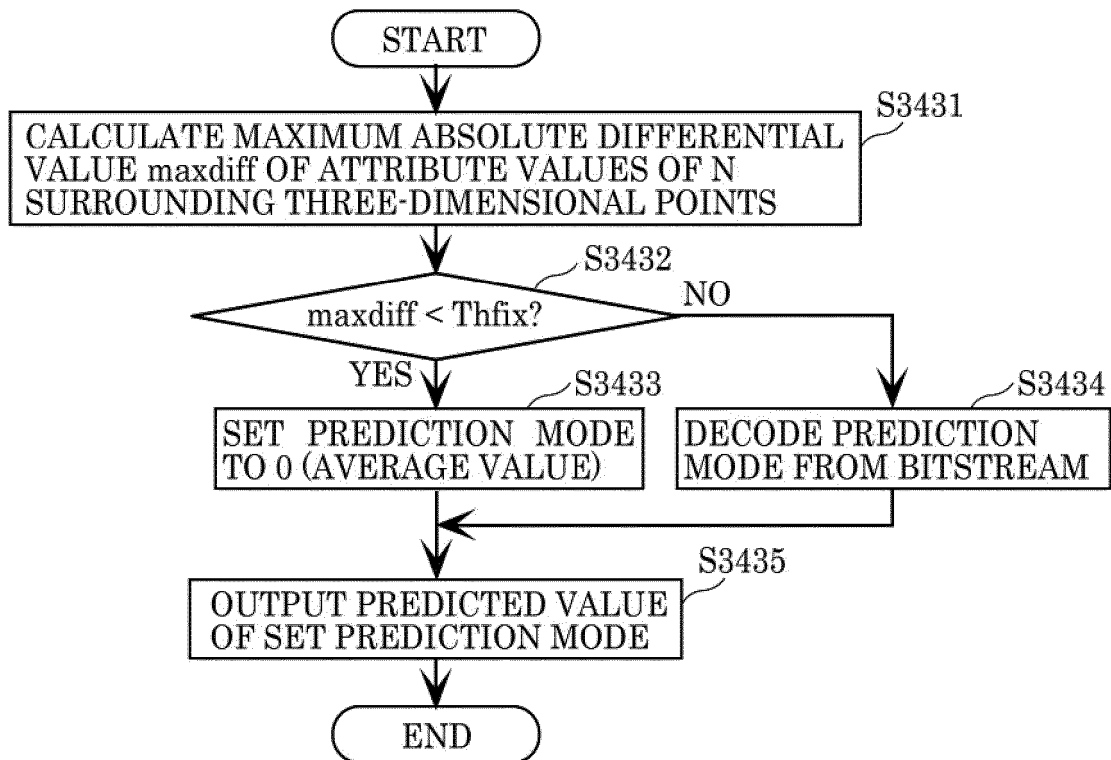 START
S3431
CALCULATE MAXIMUM ABSOLUTE DIFFERENTIAL
VALUE maxdiff OF ATTRIBUTE VALUES OF N
SURROUNDING THREE-DIMENSIONAL POINTS
S3432
maxdiff < Thfix?
NO
YES
S3433
SET PREDICTION MODE
TO 0 (AVERAGE VALUE)
S3434
DECODE PREDICTION
MODE FROM BITSTREAM
S3435
OUTPUT PREDICTED VALUE
OF SET PREDICTION MODE
END